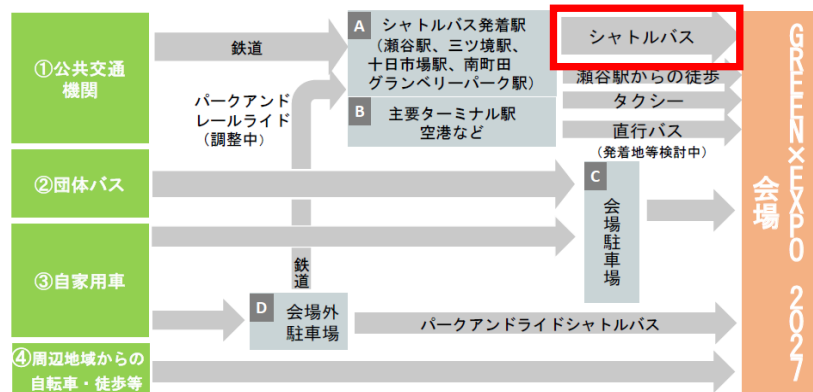 ①公共交通
機関
鉄道
パークアンド
レールライド
（調整中）
A
シャトルバス発着駅
（瀬谷駅、三ツ境駅、
十日市場駅、南町田
グランベリーパーク駅）
B
主要ターミナル駅
空港など
シャトルバス
瀬谷駅からの徒歩
タクシー
直行バス
（発着地等検討中）
②団体バス
C
会場駐車場
③自家用車
鉄道
D
会場外
駐車場
パークアンドライドシャトルバス
④周辺地域からの
自転車・徒歩等
GREEN×EXPO 2027
会場